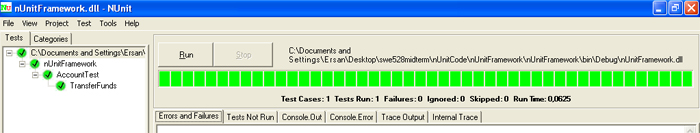 nUnitFramework.dll - NUnit
File View Project Test Tools Help
Tests Categories
C:\Documents and Settings\Ersan\
nUnitFramework
AccountTest
TransferFunds
Run Stop
C:\Documents and
Settings\Ersan\Desktop\swe528midterm\nUnitCode\nUnitFramework\nUnitFramework\bin\Debug\nUnitFramework.dll
Test Cases: 1 Tests Run: 1 Failures: 0 Ignored: 0 Skipped: 0 Run Time: 0,0625
Errors and Failures Tests Not Run Console.Out Console.Error Trace Output Internal Trace